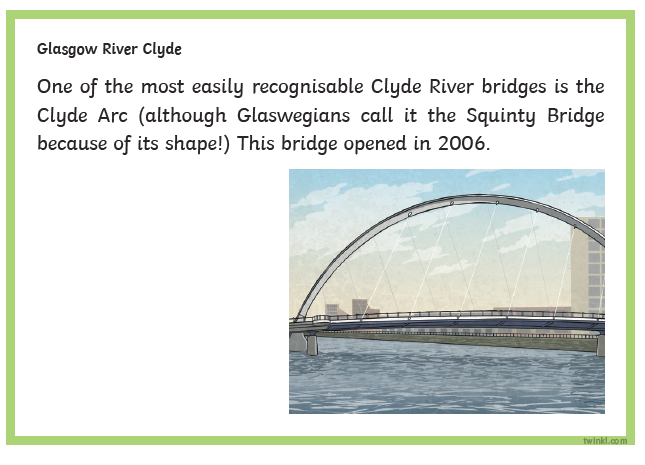 Glasgow River Clyde
One of the most easily recognisable Clyde River bridges is the
Clyde Arc (although Glaswegians call it the Squinty Bridge
because of its shape!) This bridge opened in 2006.
twinkl.com